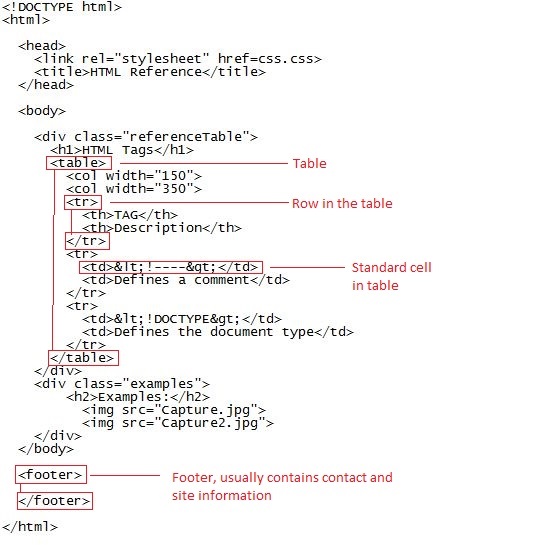 <!DOCTYPE html>
<html>
<head>
<link rel="stylesheet" href=css.css>
<title>HTML Reference</title>
</head>
<body>
<div class="referenceTable">
<h1>HTML Tags</h1>
<table> Table
<col width="150">
<col width="350">
<tr> Row in the table
<th>TAG</th>
<th>Description</th>
</tr>
<tr>
<td>&lt;!----&gt;</td> Standard cell
<td>Defines a comment</td> in table
</tr>
<tr>
<td>&lt;!DOCTYPE&gt;</td>
<td>Defines the document type</td>
</tr>
</table>
</div>
<div class="examples">
<h2>Examples:</h2>
<img src="Capture.jpg">
<img src="Capture2.jpg">
</div>
</body>
<footer> Footer, usually contains contact and
site information
</footer>
</html>